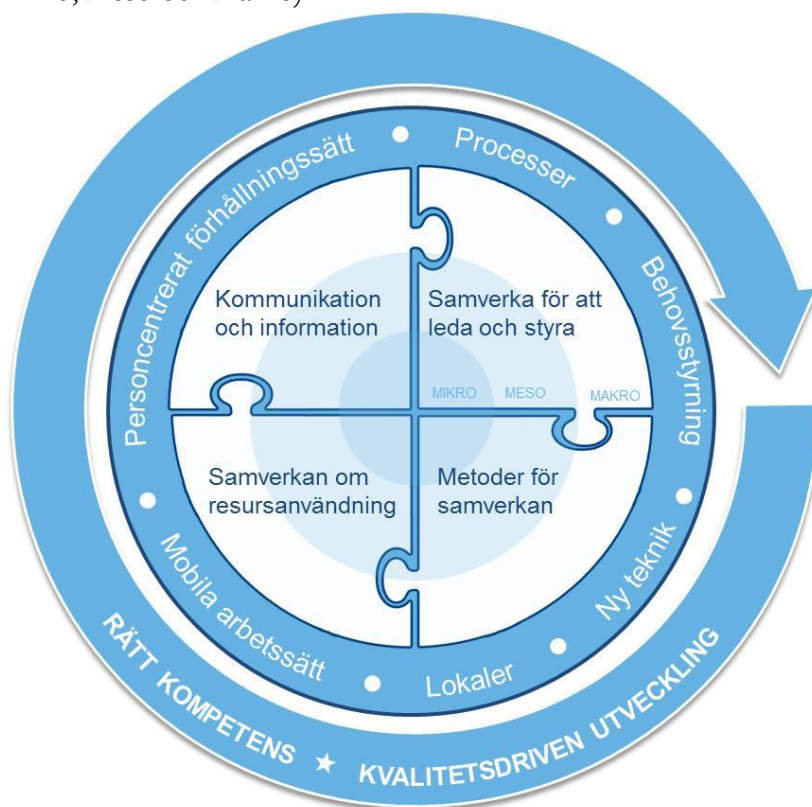 Personcentrerat förhållningssätt
Processer
Behovsstyrning
Ny teknik
Lokaler
Mobila arbetssätt
Kommunikation
och information
Samverka för att
leda och styra
MIKRO MESO MAKRO
Samverkan om
resursanvändning
Metoder för
samverkan
RÄTT KOMPETENS ★ KVALITETSDRIVEN UTVECKLING